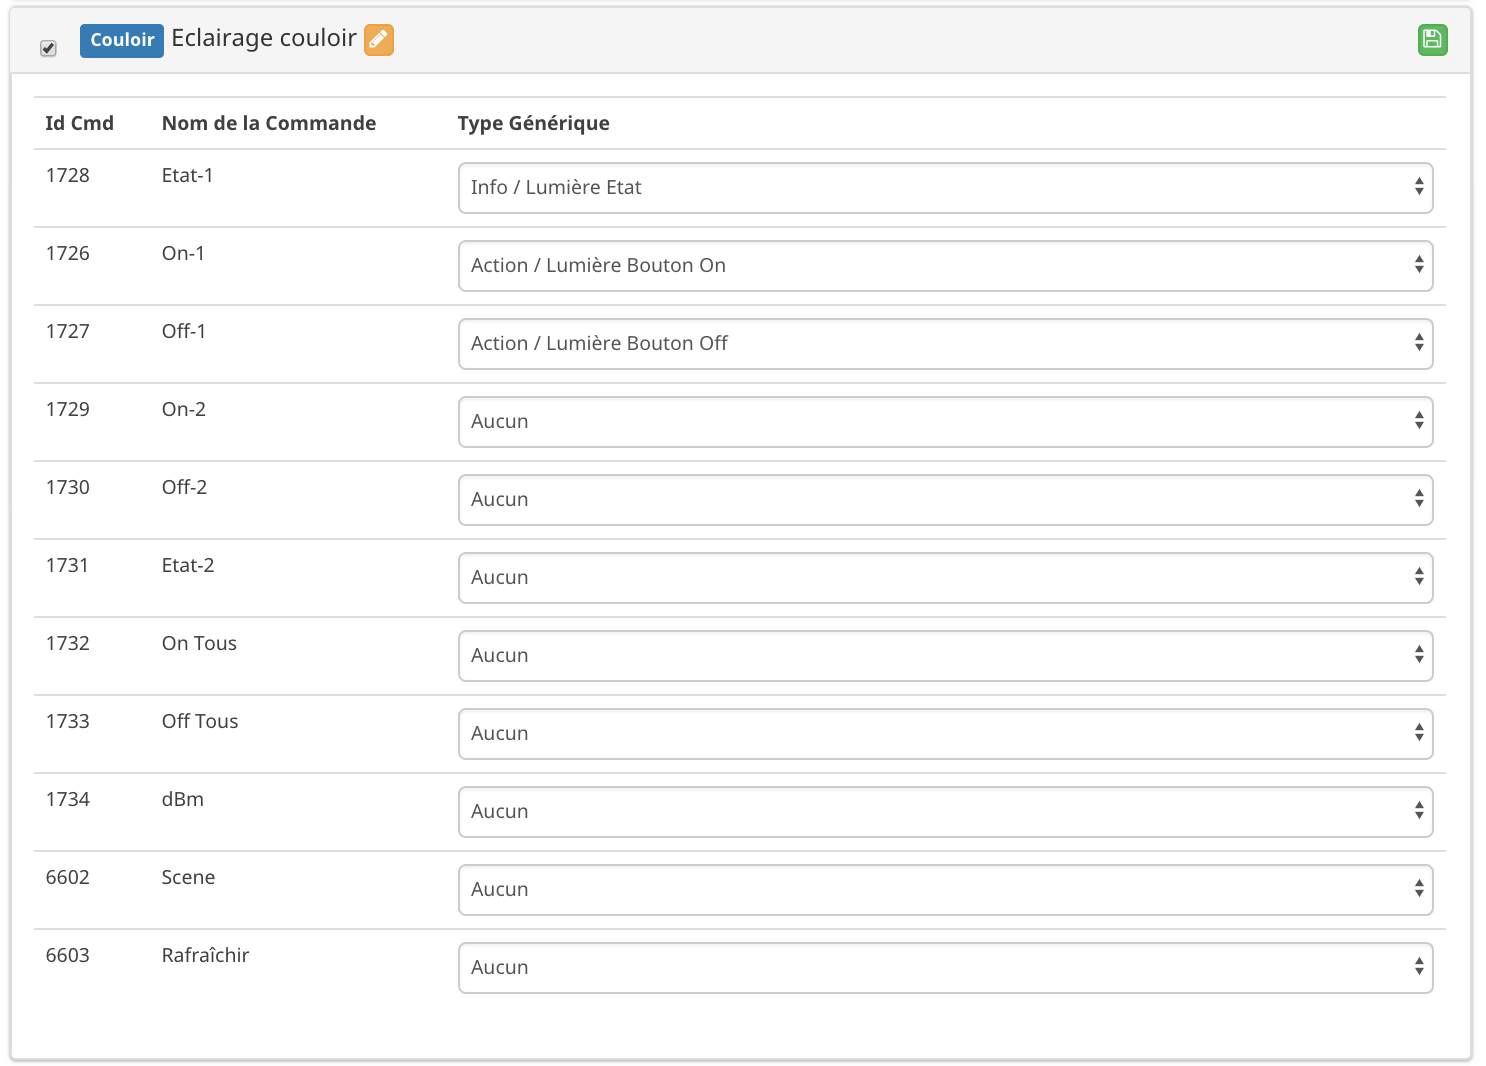 Couloir Eclairage couloir
Id Cmd Nom de la Commande Type Générique
1728 Etat-1 Info / Lumière Etat
1726 On-1 Action / Lumière Bouton On
1727 Off-1 Action / Lumière Bouton Off
1729 On-2 Aucun
1730 Off-2 Aucun
1731 Etat-2 Aucun
1732 On Tous Aucun
1733 Off Tous Aucun
1734 dBm Aucun
6602 Scene Aucun
6603 Rafraîchir Aucun